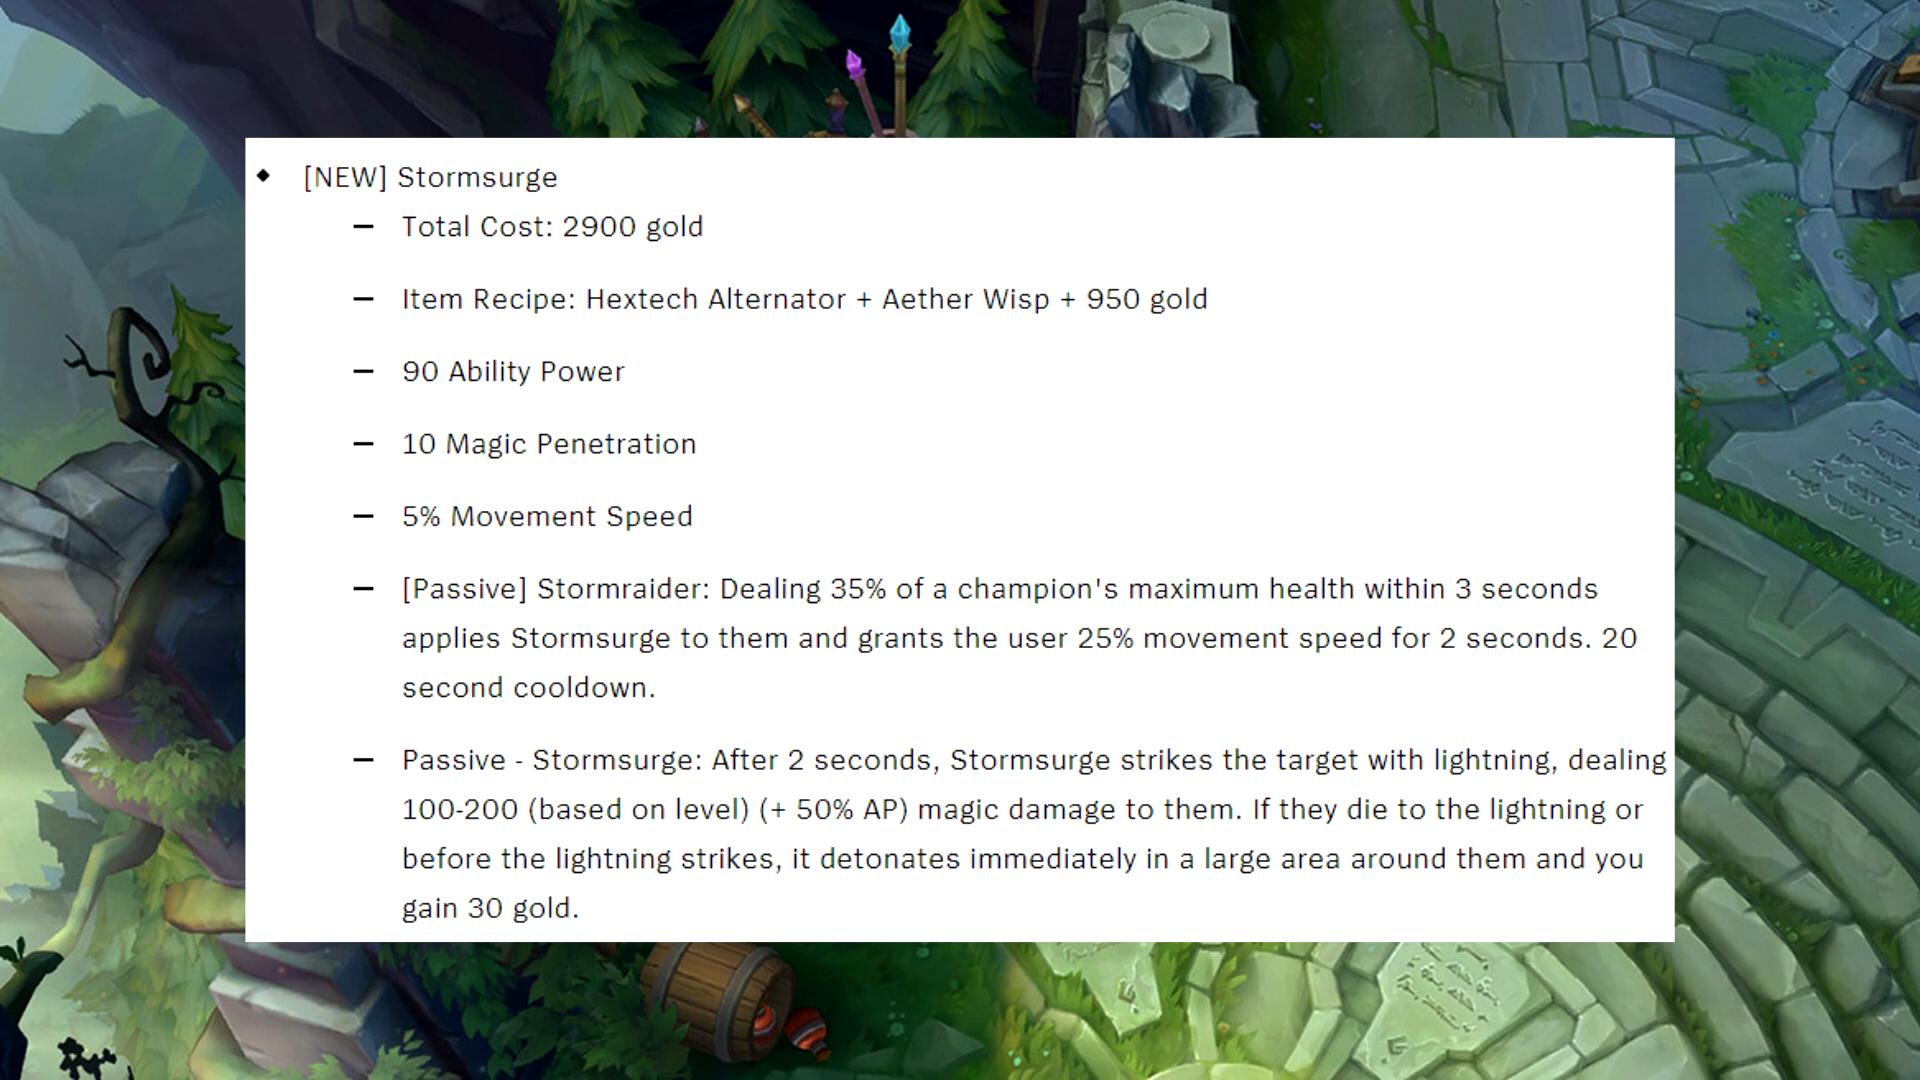 [NEW] Stormsurge
Total Cost: 2900 gold
Item Recipe: Hextech Alternator + Aether Wisp + 950 gold
90 Ability Power
10 Magic Penetration
5% Movement Speed
[Passive] Stormraider: Dealing 35% of a champion's maximum health within 3 seconds
applies Stormsurge to them and grants the user 25% movement speed for 2 seconds. 20
second cooldown.
Passive - Stormsurge: After 2 seconds, Stormsurge strikes the target with lightning, dealing
100-200 (based on level) (+ 50% AP) magic damage to them. If they die to the lightning or
before the lightning strikes, it detonates immediately in a large area around them and you
gain 30 gold.